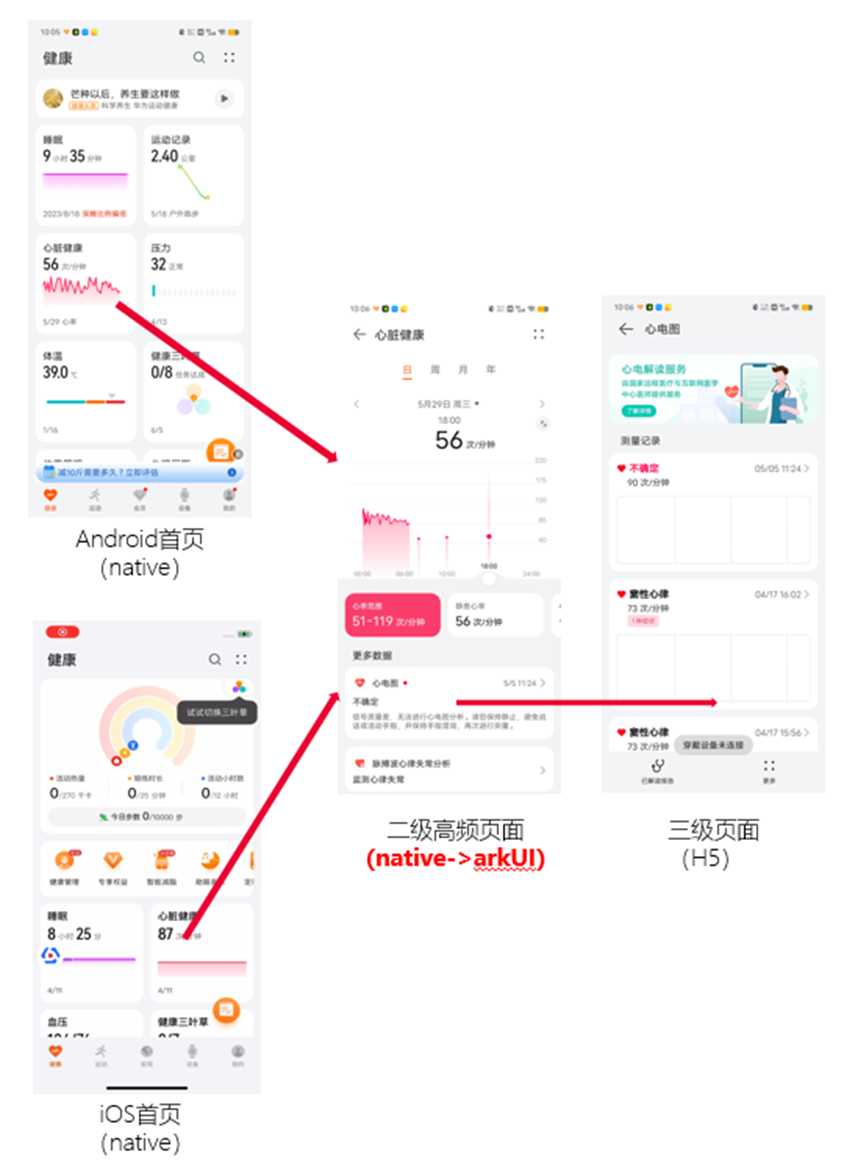 10:05
健康
芒种以后，养生要这样做
科学养生 华为运动健康
睡眠
9 小时 35 分钟
2023/6/18 深睡比例偏低
运动记录
2.40 公里
5/18 户外跑步
心脏健康
56 次/分钟
5/29 心率
压力
32 正常
4/13
体温
39.0 ℃
1/16
健康三叶草
0/8 任务达成
6/5
减10斤需要多久？立即评估
健康
运动
会员
设备
我的
Android首页
(native)
健康
试试切换三叶草
活动热量
0/270 千卡
锻炼时长
0/25 分钟
活动小时数
0/12 小时
今日步数 0/10000 步
健康管理
专享权益
智能减脂
睡眠
8 小时 25 分
4/11
心脏健康
87 次/分钟
4/11
血压
健康三叶草
健康
运动
发现
设备
我的
iOS首页
(native)
10:06
心脏健康
日 周 月 年
5月29日 周三
18:00
56 次/分钟
220
175
130
85
40
00:00 06:00 12:00 18:00 24:00
心率范围
51-119 次/分钟
静息心率
56 次/分钟
更多数据
心电图
5/5 11:24
不确定
信号质量差，无法进行心电图分析。请您保持静止，避免说
话或活动手指，并保持手指湿润，再次进行测量。
脉搏波心律失常分析
监测心律失常
二级高频页面
(native->arkUI)
10:06
心电图
心电解读服务
由国家远程医疗与互联网医学
中心医师提供服务
了解详情
测量记录
不确定
05/05 11:24
90 次/分钟
窦性心律
04/17 16:02
73 次/分钟
1 种症状
窦性心律
04/17 15:56
73 次/分钟
穿戴设备未连接
已解读报告
更多
三级页面
(H5)